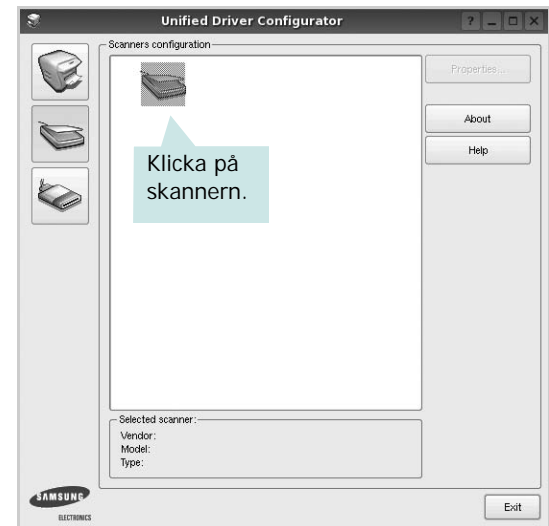 Unified Driver Configurator
Scanners configuration
Properties...
About
Help
Klicka på
skannern.
Selected scanner:
Vendor:
Model:
Type:
SAMSUNG
ELECTRONICS
Exit